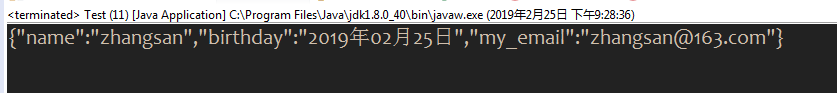 <terminated> Test (11) [Java Application] C:\Program Files\Java\jdk1.8.0_40\bin\javaw.exe (2019年2月25日 下午9:28:36)
{"name":"zhangsan","birthday":"2019年02月25日","my_email":"zhangsan@163.com"}